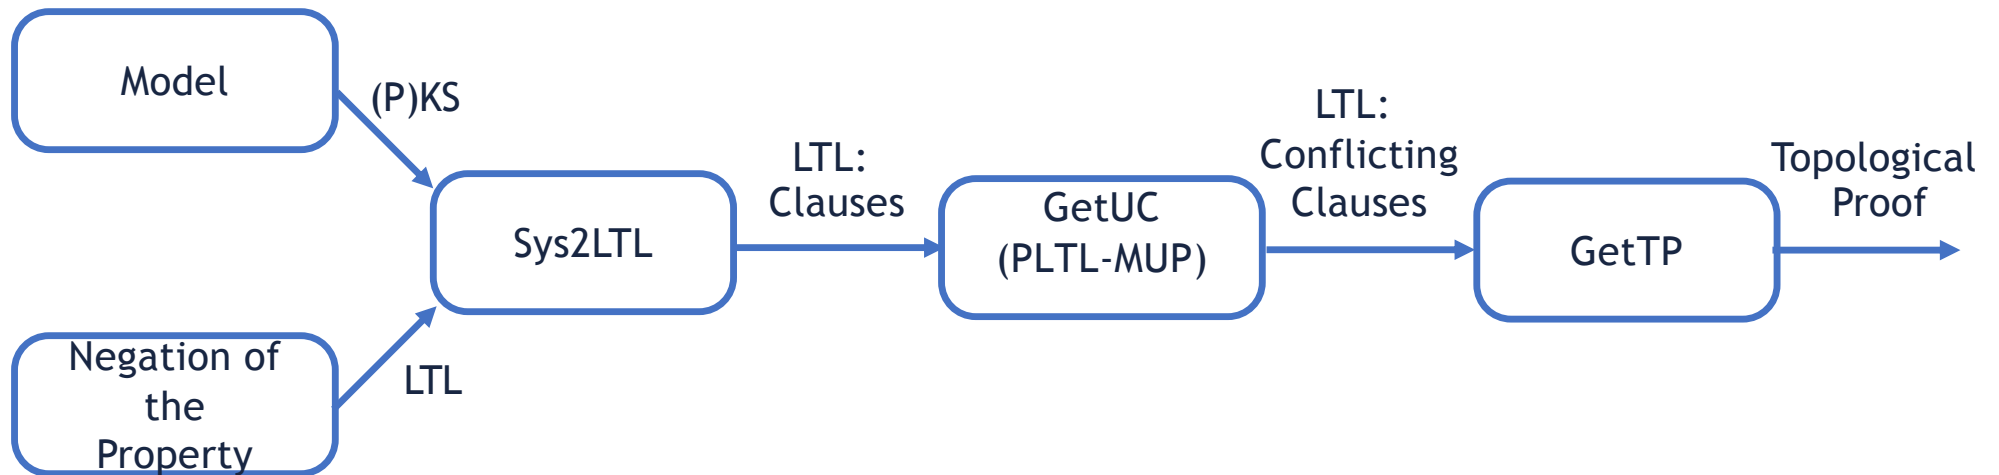 Model
(P)KS
Negation of
the
Property
LTL
Sys2LTL
LTL:
Clauses
GetUC
(PLTL-MUP)
LTL:
Conflicting
Clauses
GetTP
Topological
Proof